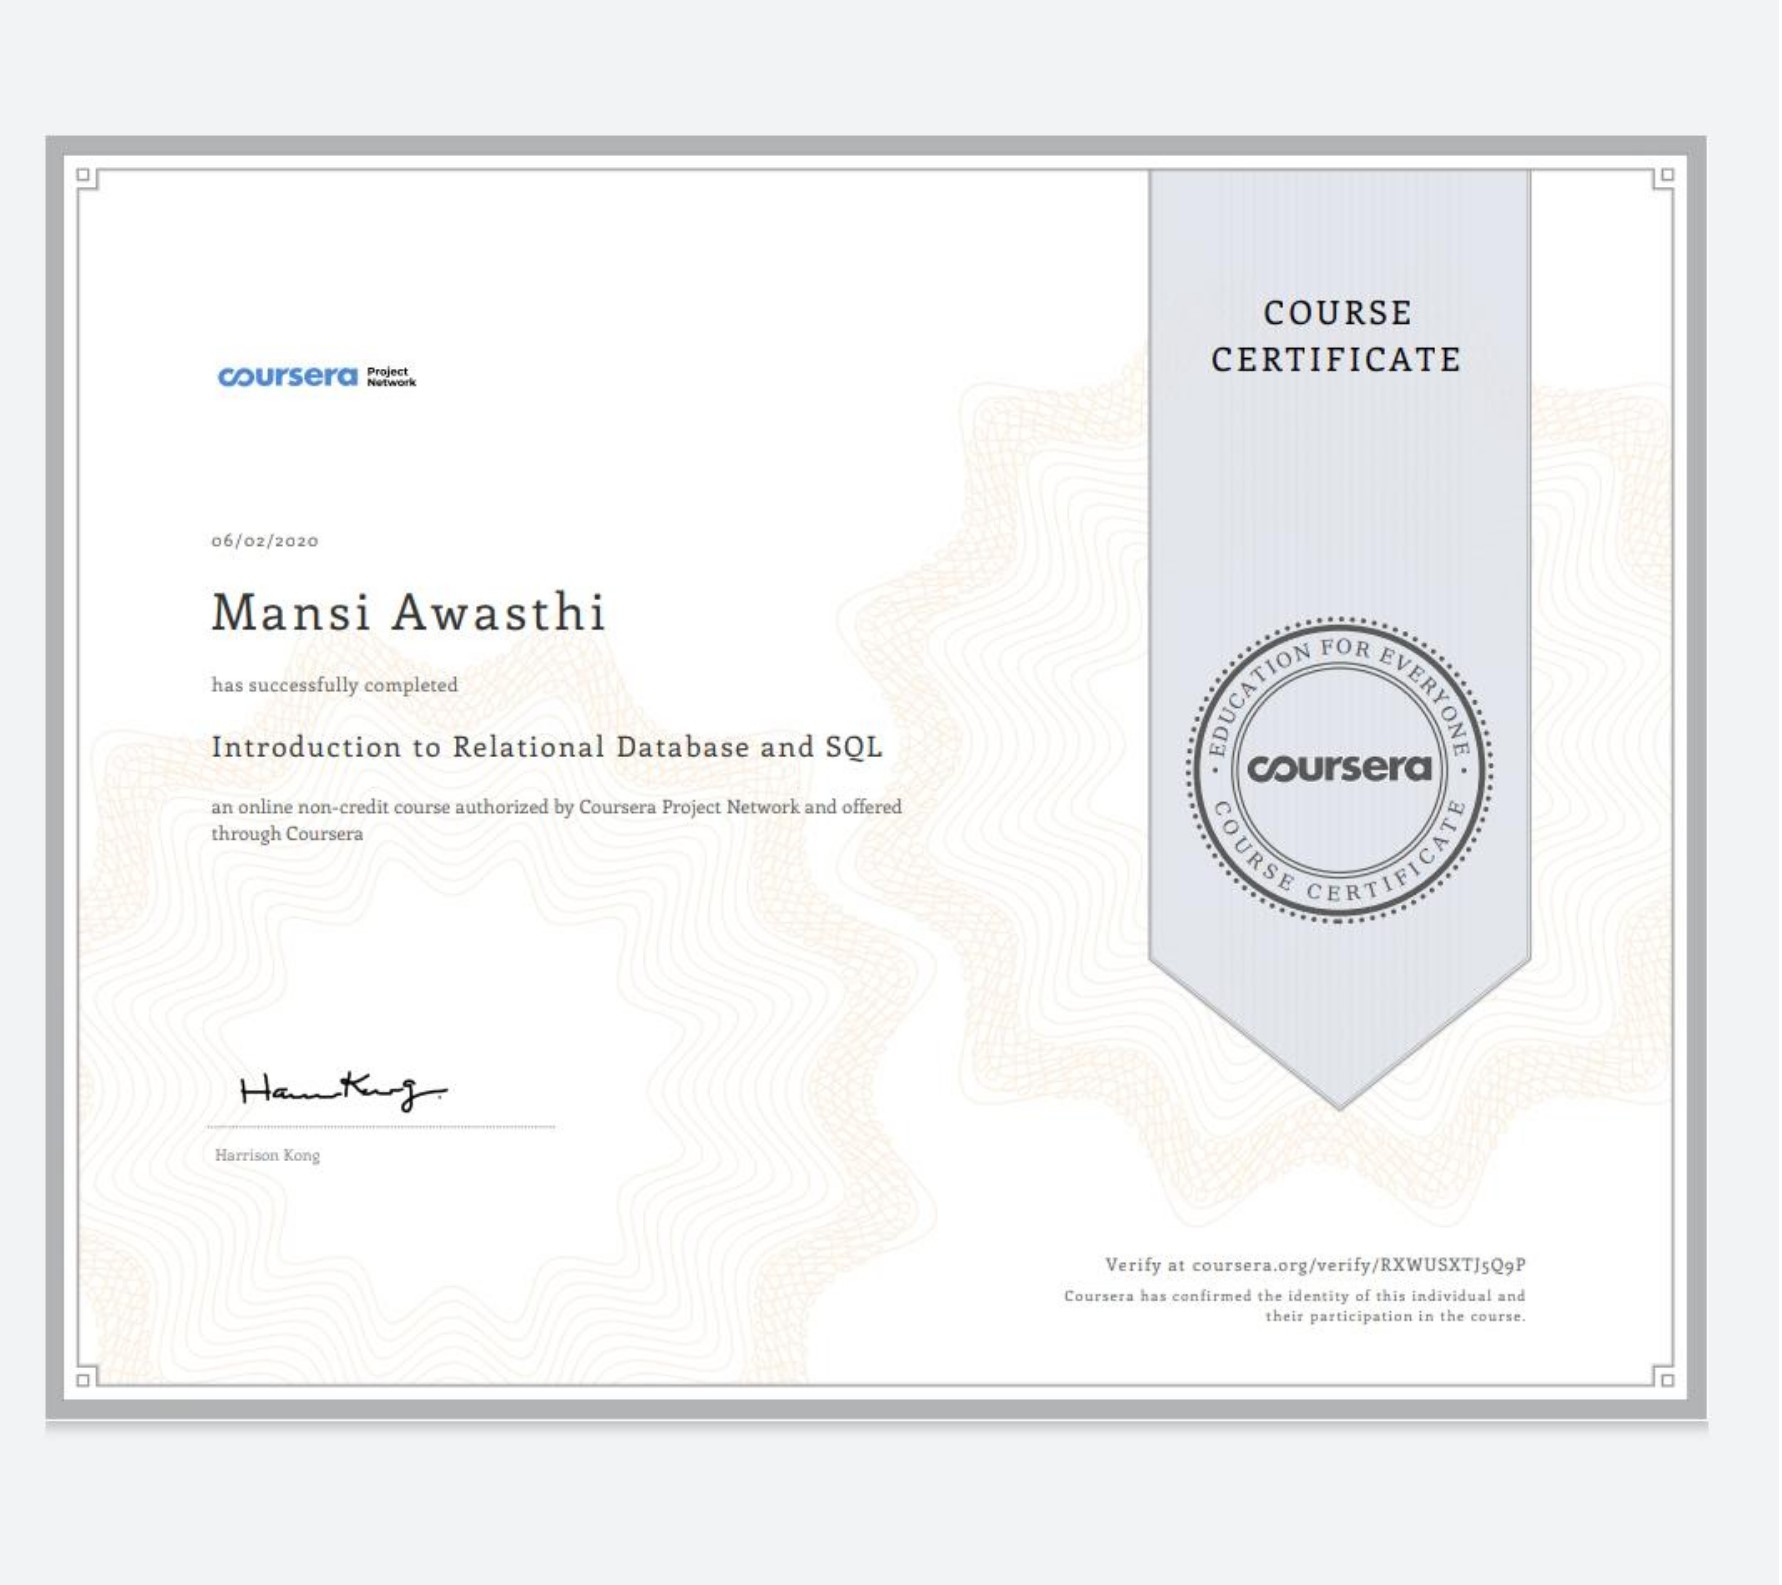 coursera Project
Network
06/02/2020
Mansi Awasthi
has successfully completed
Introduction to Relational Database and SQL
an online non-credit course authorized by Coursera Project Network and offered
through Coursera
Harrison Kong
COURSE
CERTIFICATE
EDUCATION FOR EVERYONE
coursera
COURSE CERTIFICATE
Verify at coursera.org/verify/RXWUSXTJ5Q9P
Coursera has confirmed the identity of this individual and
their participation in the course.